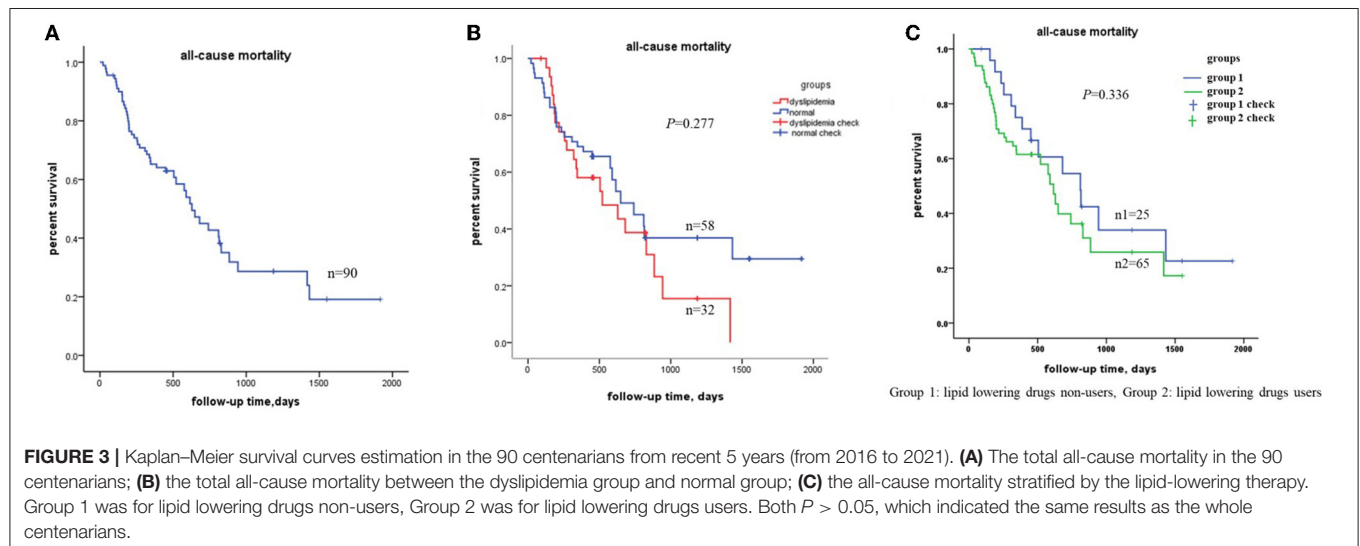 A
all-cause mortality
percent survival
1.0
0.8
0.6
0.4
0.2
0.0
n=90
0
500
1000
1500
2000
follow-up time,days
B
all-cause mortality
percent survival
1.0
0.8
0.6
0.4
0.2
0.0
groups
dyslipidemia
normal
dyslipidemia check
normal check
P=0.277
n=58
n=32
0
500
1000
1500
2000
follow-up time, days
C
all-cause mortality
percent survival
1.0
0.8
0.6
0.4
0.2
0.0
groups
group 1
group 2
group 1 check
group 2 check
P=0.336
n1=25
n2=65
0
500
1000
1500
2000
follow-up time, days
Group 1: lipid lowering drugs non-users, Group 2: lipid lowering drugs users
FIGURE 3 | Kaplan–Meier survival curves estimation in the 90 centenarians from recent 5 years (from 2016 to 2021). (A) The total all-cause mortality in the 90
centenarians; (B) the total all-cause mortality between the dyslipidemia group and normal group; (C) the all-cause mortality stratified by the lipid-lowering therapy.
Group 1 was for lipid lowering drugs non-users, Group 2 was for lipid lowering drugs users. Both P > 0.05, which indicated the same results as the whole
centenarians.